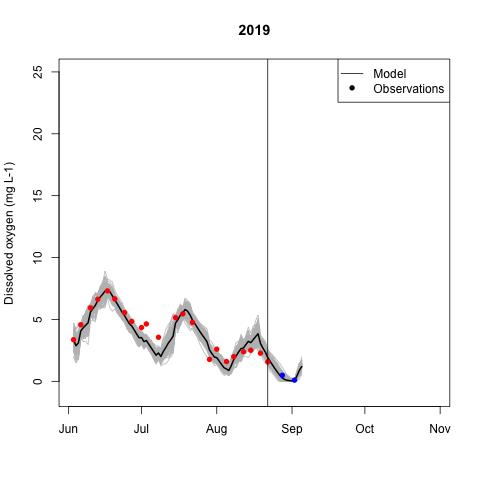 2019
Model
Observations
Dissolved oxygen (mg L-1)
25
20
15
10
5
0
Jun Jul Aug Sep Oct Nov